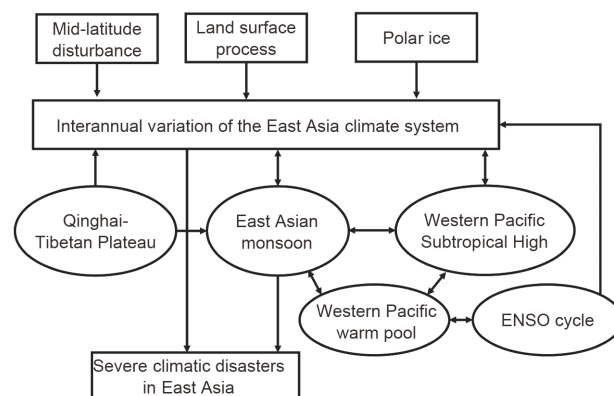 Mid-latitude
disturbance
Land surface
process
Polar ice
Interannual variation of the East Asia climate system
Qinghai-
Tibetan Plateau
East Asian
monsoon
Western Pacific
Subtropical High
Western Pacific
warm pool
ENSO cycle
Severe climatic disasters
in East Asia